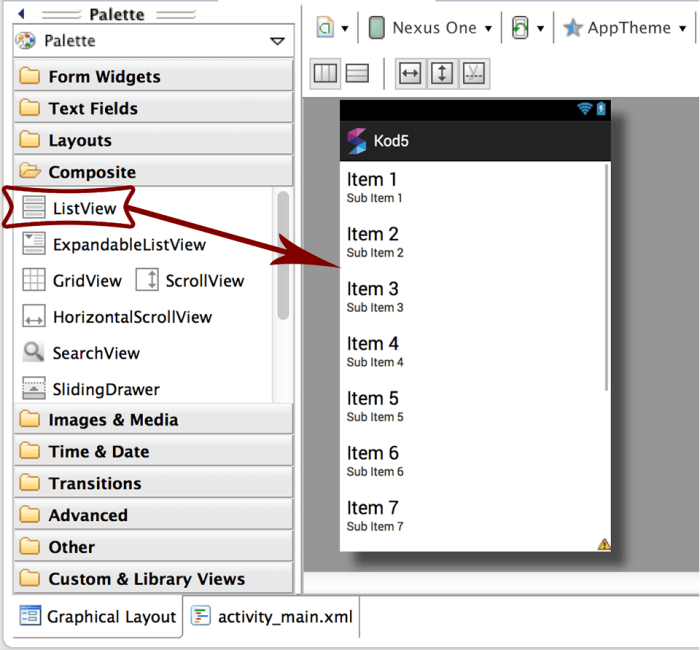 Palette
Palette
Form Widgets
Text Fields
Layouts
Composite
ListView
ExpandableListView
GridView ScrollView
HorizontalScrollView
SearchView
SlidingDrawer
Images & Media
Time & Date
Transitions
Advanced
Other
Custom & Library Views
Graphical Layout activity_main.xml
Nexus One AppTheme
Kod5
Item 1
Sub Item 1
Item 2
Sub Item 2
Item 3
Sub Item 3
Item 4
Sub Item 4
Item 5
Sub Item 5
Item 6
Sub Item 6
Item 7
Sub Item 7